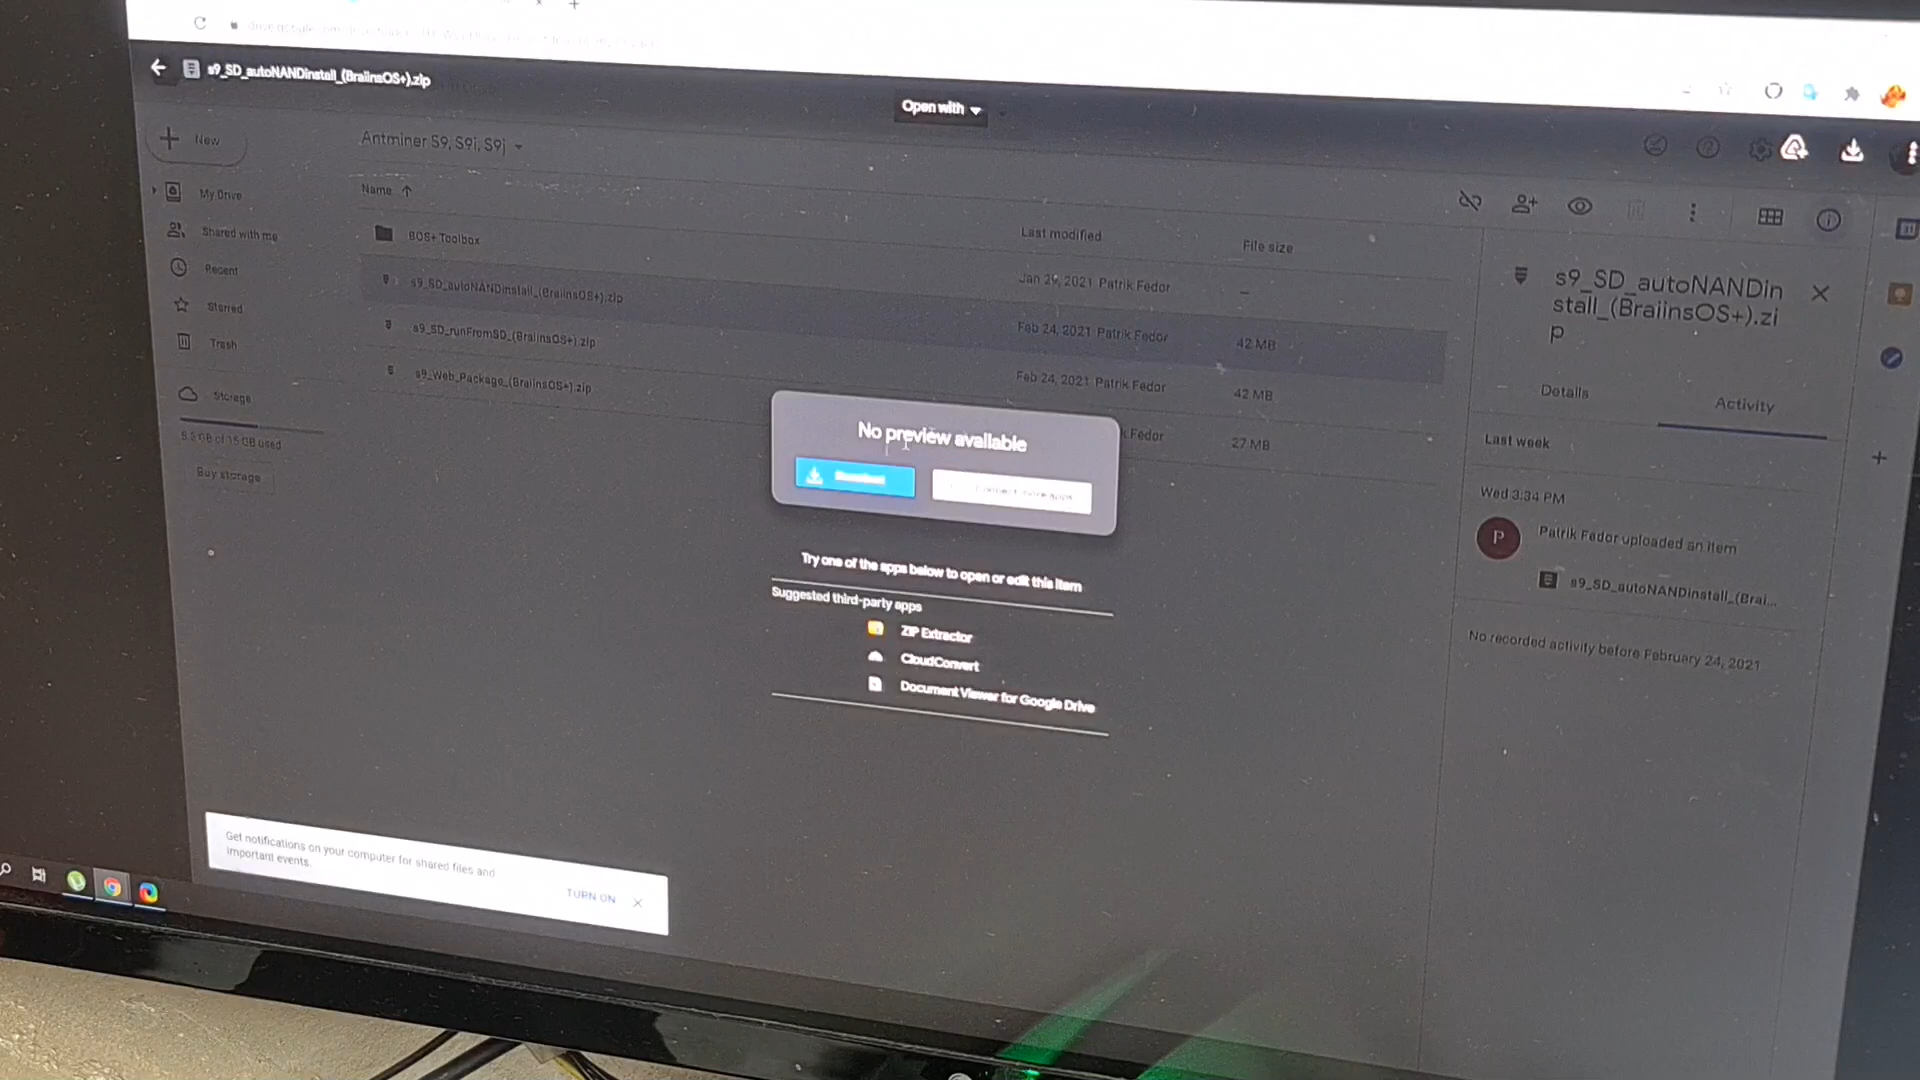 s9_SD_autoNANDinstall_(BraiinsOS+).zip
Open with
New
Antminer S9, S9i, S9j
My Drive
Shared with me
Recent
Starred
Trash
Storage
Buy storage
Name
Last modified
File size
BOS+ Toolbox
Jan 29, 2021 Patrik Fedor
s9_SD_autoNANDinstall_(BraiinsOS+).zip
Feb 24, 2021 Patrik Fedor
42 MB
s9_SD_runFromSD_(BraiinsOS+).zip
Feb 24, 2021 Patrik Fedor
42 MB
s9_Web_Package_(BraiinsOS+).zip
k Fedor
27 MB
No preview available
Download
Try one of the apps below to open or edit this item
Suggested third-party apps
ZIP Extractor
CloudConvert
Document Viewer for Google Drive
s9_SD_autoNANDin
stall_(BraiinsOS+).zi
p
Details
Activity
Last week
Wed 3:34 PM
P
Patrik Fedor uploaded an item
s9_SD_autoNANDinstall_(Brai...
No recorded activity before February 24, 2021
Get notifications on your computer for shared files and
important events.
TURN ON